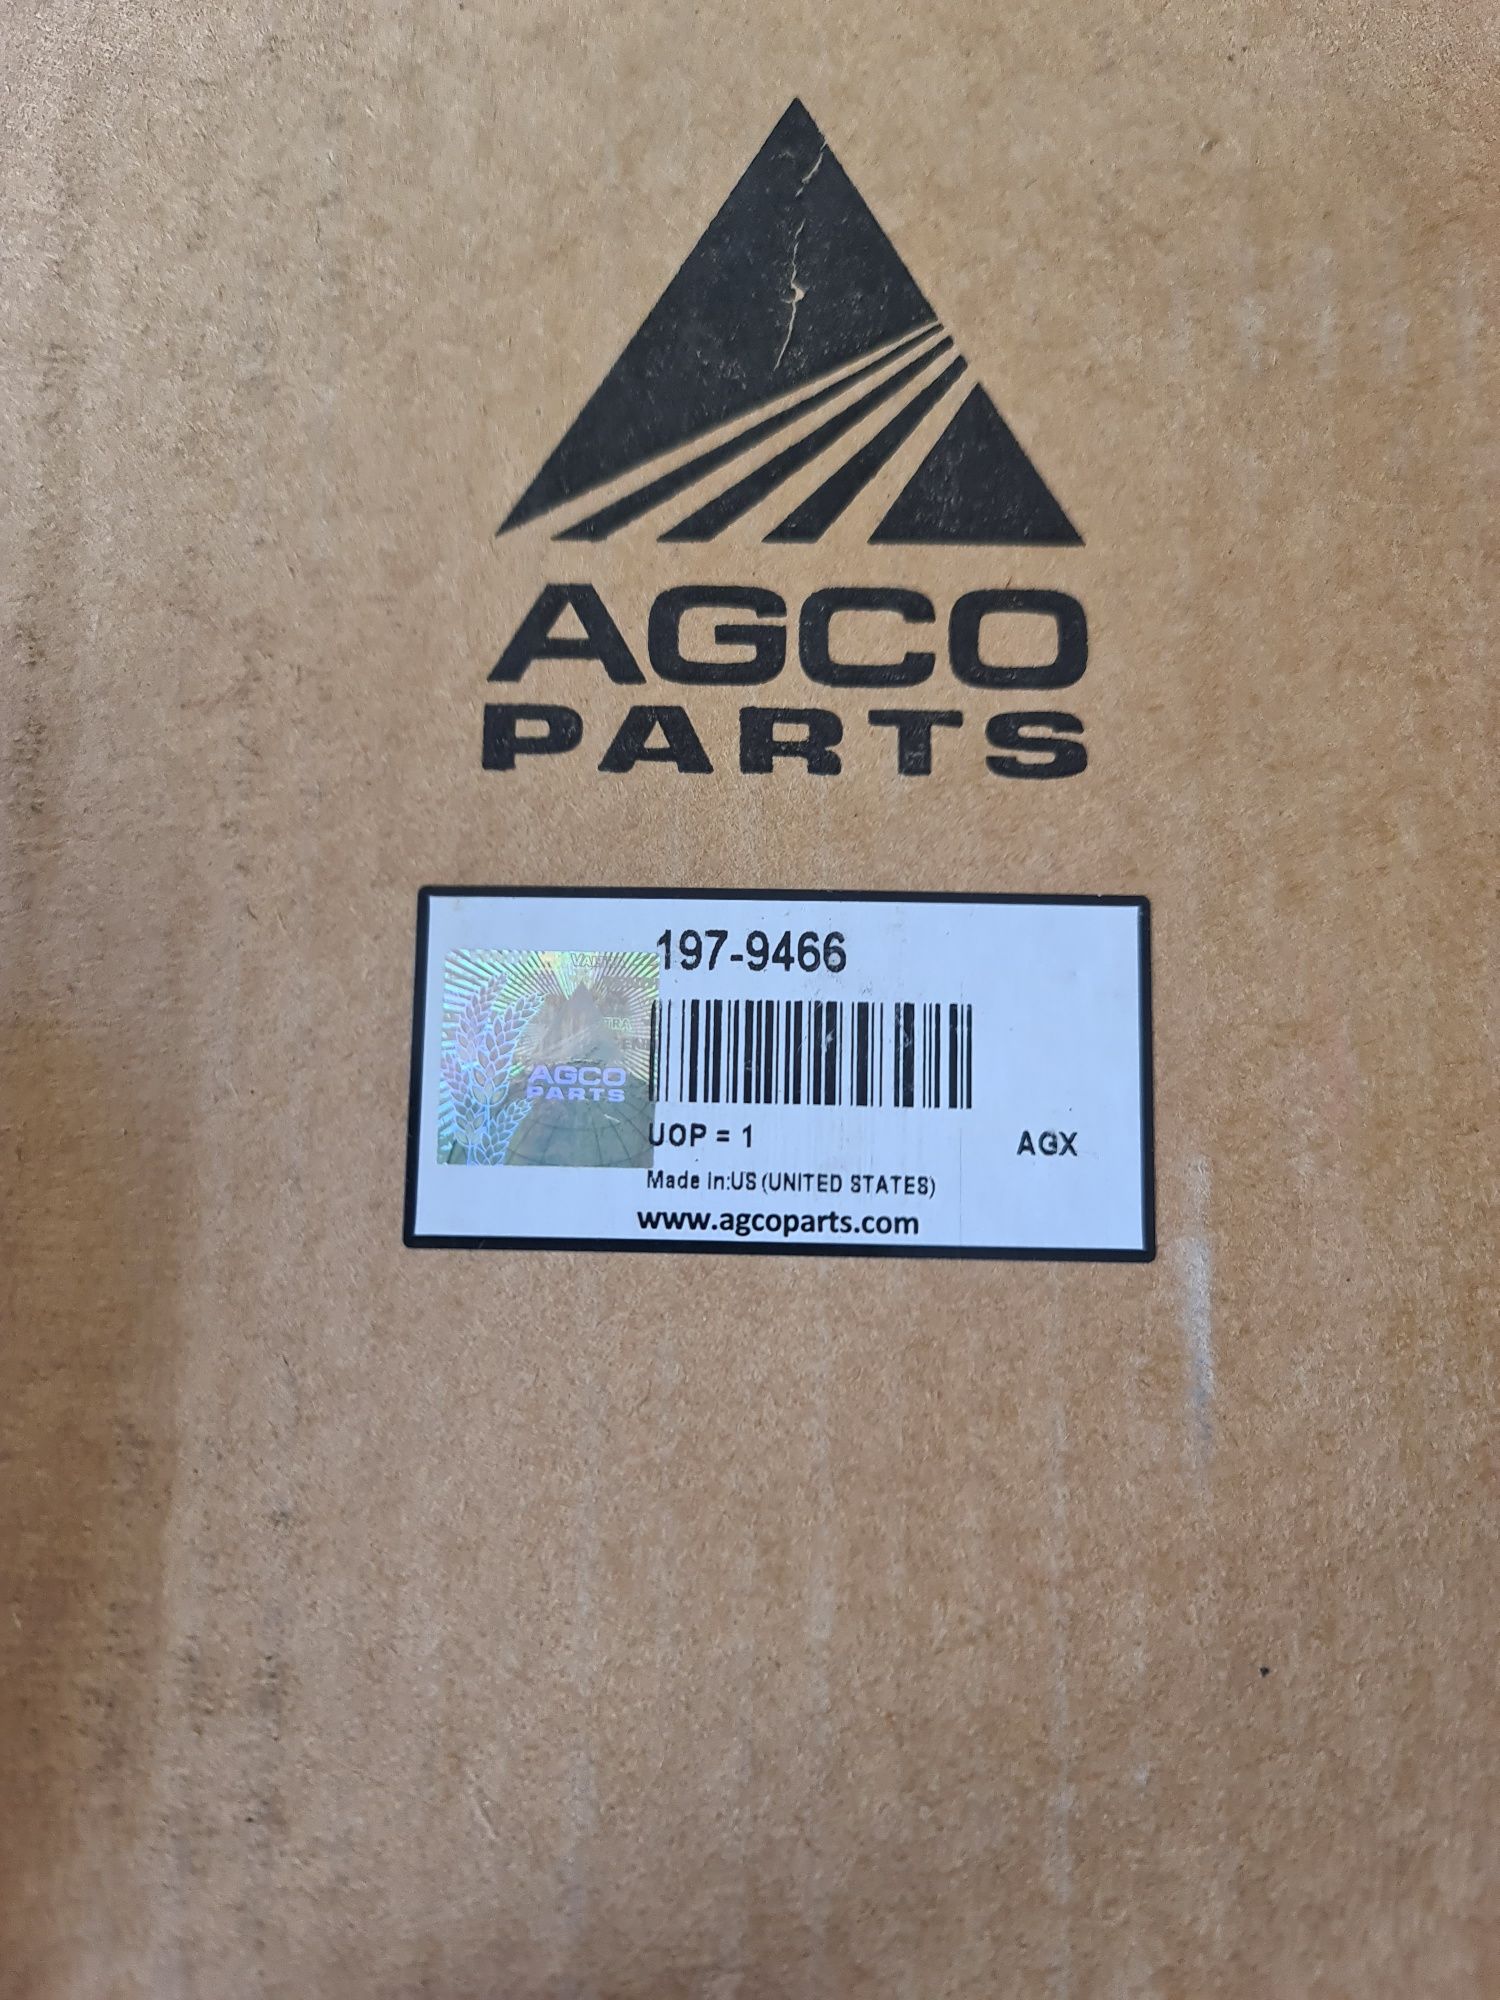 AGCO
PARTS
197-9466
AGCO
PARTS
UOP = 1
AGX
Made in:US (UNITED STATES)
www.agcoparts.com